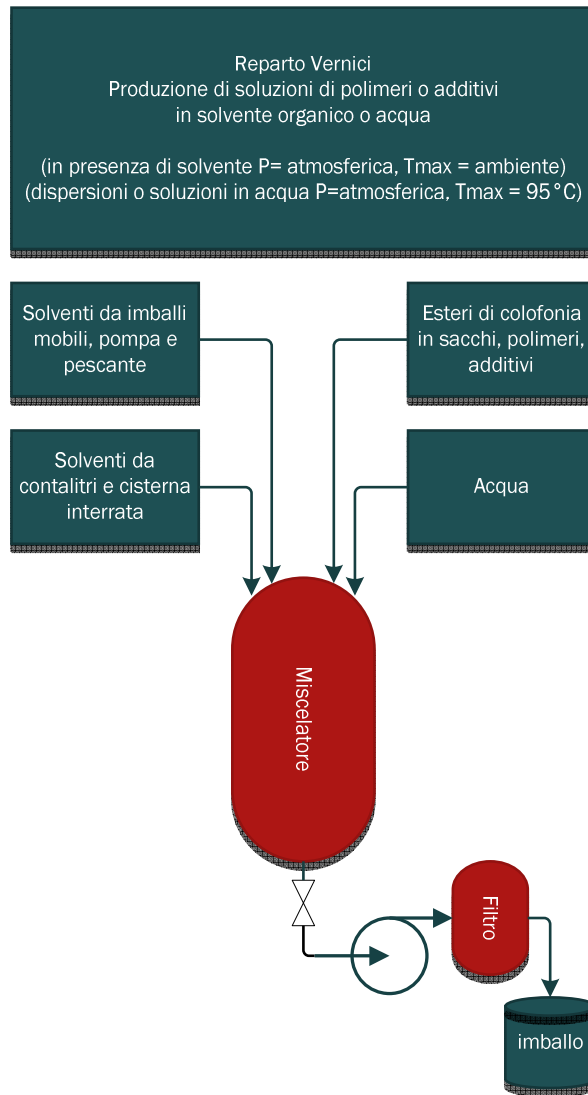 Reparto Vernici
Produzione di soluzioni di polimeri o additivi
in solvente organico o acqua
(in presenza di solvente P= atmosferica, Tmax = ambiente)
(dispersioni o soluzioni in acqua P=atmosferica, Tmax = 95°C)
Solventi da imballi
mobili, pompa e
pescante
Esteri di colofonia
in sacchi, polimeri,
additivi
Solventi da
contalitri e cisterna
interrata
Acqua
Miscelatore
Filtro
imballo